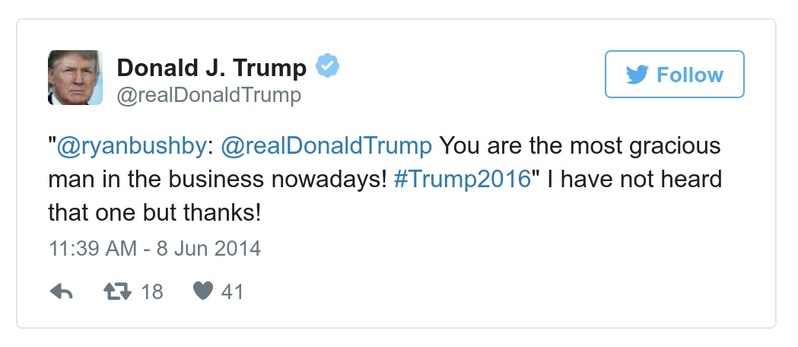 Donald J. Trump
@realDonaldTrump
Follow
"@ryanbushby: @realDonaldTrump You are the most gracious
man in the business nowadays! #Trump2016" I have not heard
that one but thanks!
11:39 AM - 8 Jun 2014
18 41